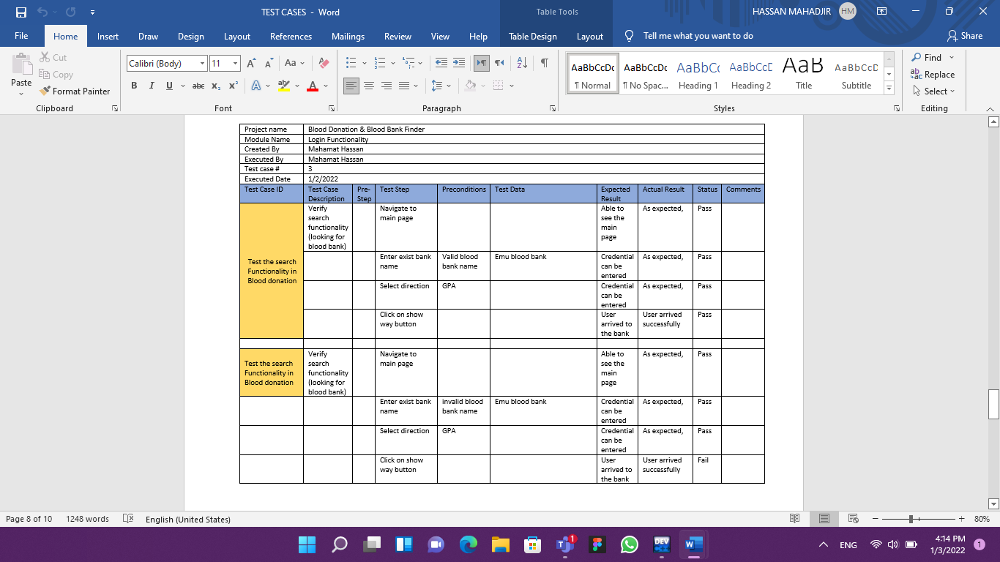 TEST CASES - Word
Table Tools
HASSAN MAHADJIR
HM
File
Home
Insert
Draw
Design
Layout
References
Mailings
Review
View
Help
Table Design
Layout
Tell me what you want to do
Share
Paste
Cut
Copy
Format Painter
Clipboard
Calibri (Body)
11
Font
Paragraph
AaBbCcDc
¶ Normal
AaBbCcDc
¶ No Spac...
AaBbCc
Heading 1
AaBbCcD
Heading 2
AaB
Title
AaBbCcD
Subtitle
Styles
Find
Replace
Select
Editing
Project name
Blood Donation & Blood Bank Finder
Module Name
Login Functionality
Created By
Mahamat Hassan
Executed By
Mahamat Hassan
Test case #
3
Executed Date
1/2/2022
Test Case ID
Test Case
Description
Pre-
Step
Test Step
Preconditions
Test Data
Expected
Result
Actual Result
Status
Comments
Test the search
Functionality in
Blood donation
Verify
search
functionality
(looking for
blood bank)
Navigate to
main page
Able to
see the
main
page
As expected,
Pass
Enter exist bank
name
Valid blood
bank name
Emu blood bank
Credential
can be
entered
As expected,
Pass
Select direction
GPA
Credential
can be
entered
As expected,
Pass
Click on show
way button
User
arrived to
the bank
User arrived
successfully
Pass
Test the search
Functionality in
Blood donation
Verify
search
functionality
(looking for
blood bank)
Navigate to
main page
Able to
see the
main
page
As expected,
Pass
Enter exist bank
name
invalid blood
bank name
Emu blood bank
Credential
can be
entered
As expected,
Pass
Select direction
GPA
Credential
can be
entered
As expected,
Pass
Click on show
way button
User
arrived to
the bank
User arrived
successfully
Fail
Page 8 of 10
1248 words
English (United States)
80%
1
DEV
ENG
4:14 PM
1/3/2022
1